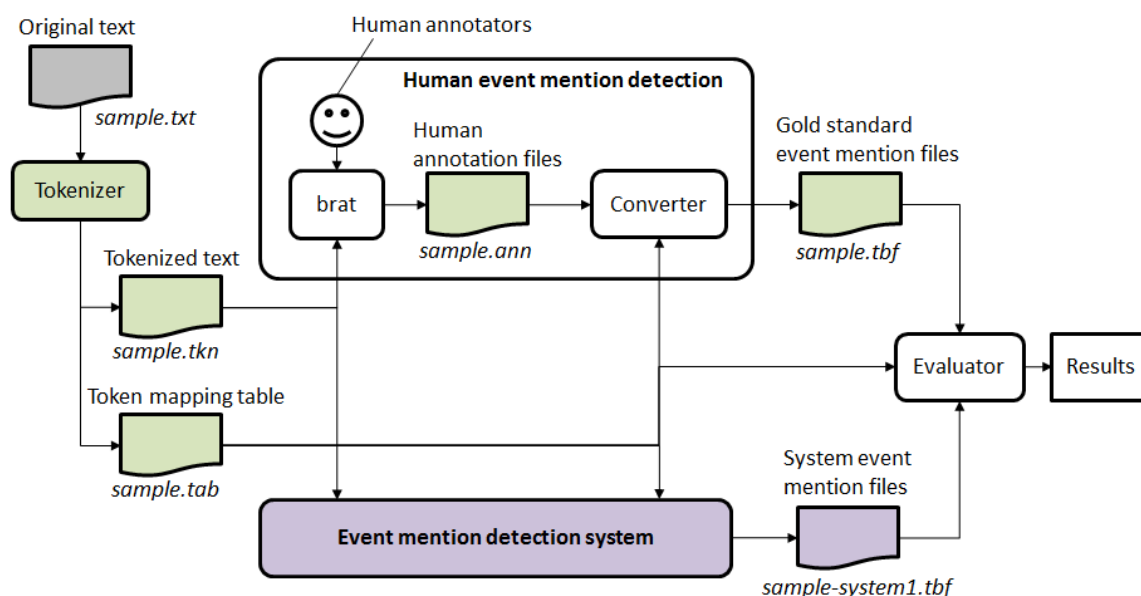 Original text
sample.txt
Tokenizer
Human annotators
Human event mention detection
brat
Human
annotation files
sample.ann
Converter
Gold standard
event mention files
sample.tbf
Tokenized text
sample.tkn
Token mapping table
sample.tab
Evaluator
Results
Event mention detection system
System event
mention files
sample-system1.tbf